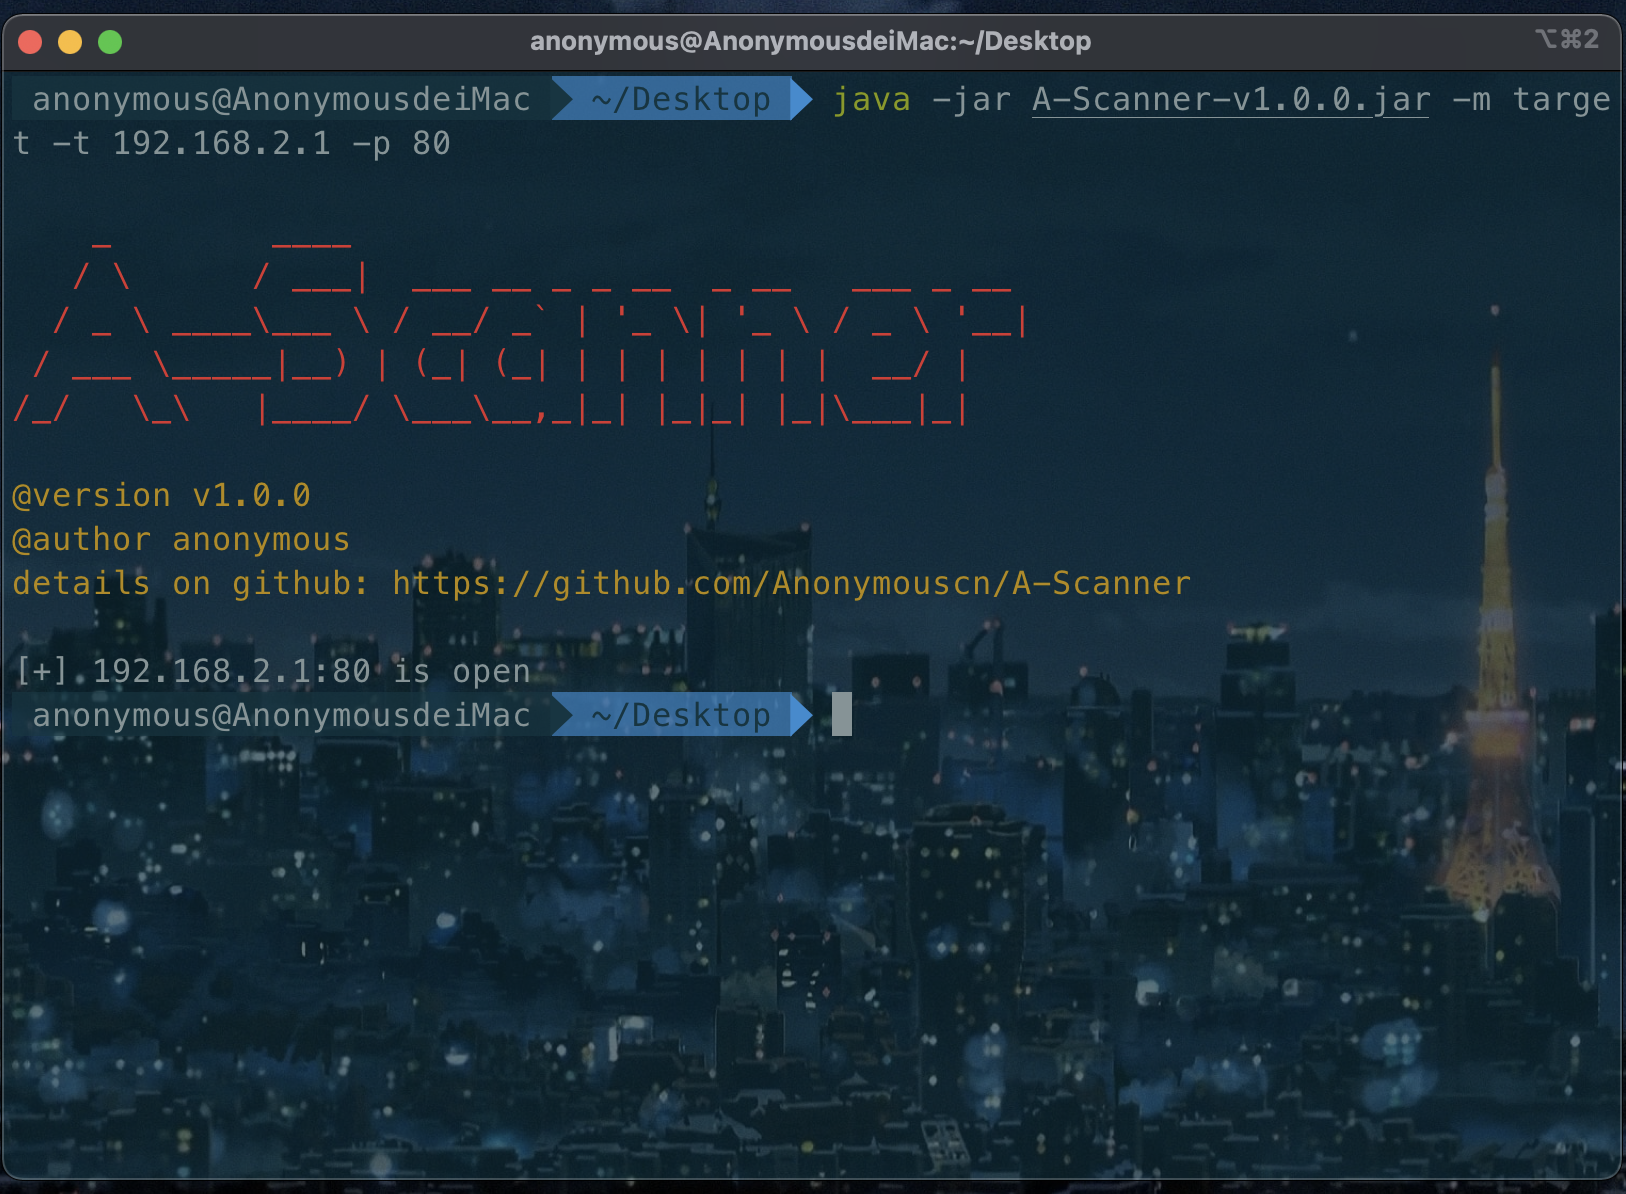 anonymous@AnonymousdeiMac:~/Desktop
⌥⌘2
anonymous@AnonymousdeiMac ~/Desktop java -jar A-Scanner-v1.0.0.jar -m targe
t -t 192.168.2.1 -p 80
A-Scanner
@version v1.0.0
@author anonymous
details on github: https://github.com/Anonymouscn/A-Scanner
[+] 192.168.2.1:80 is open
anonymous@AnonymousdeiMac ~/Desktop